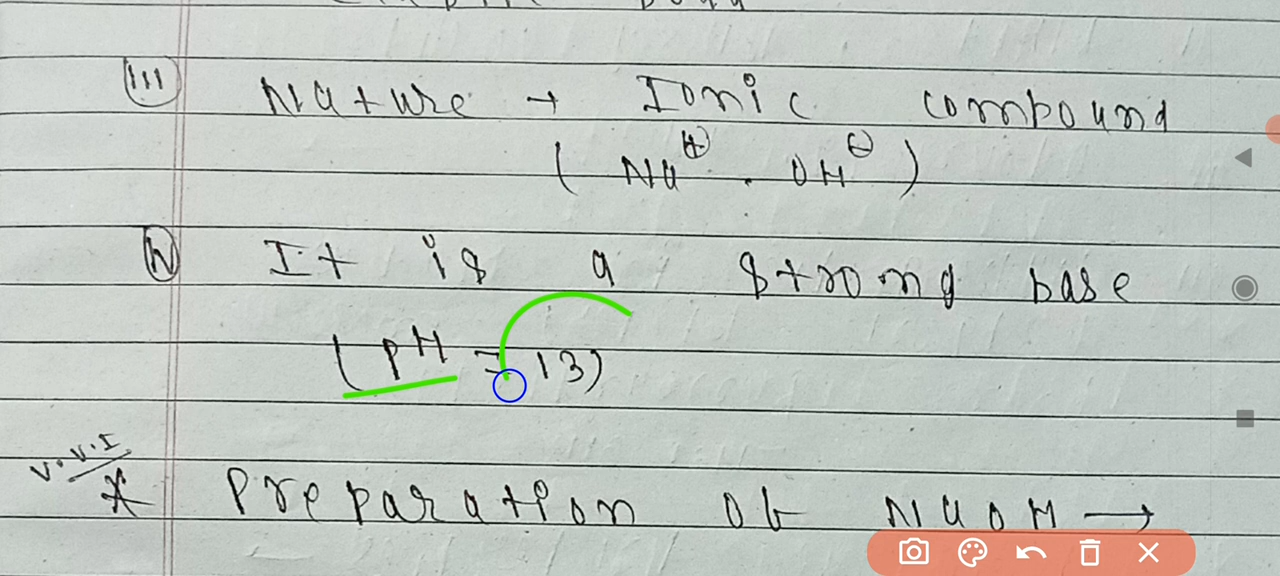 (iii) Nature → Ionic compound
( Na⊕ . OH⊖ )
(iv) It is a strong base
( pH = 13)
V.V.I
* Preparation of NaOH →